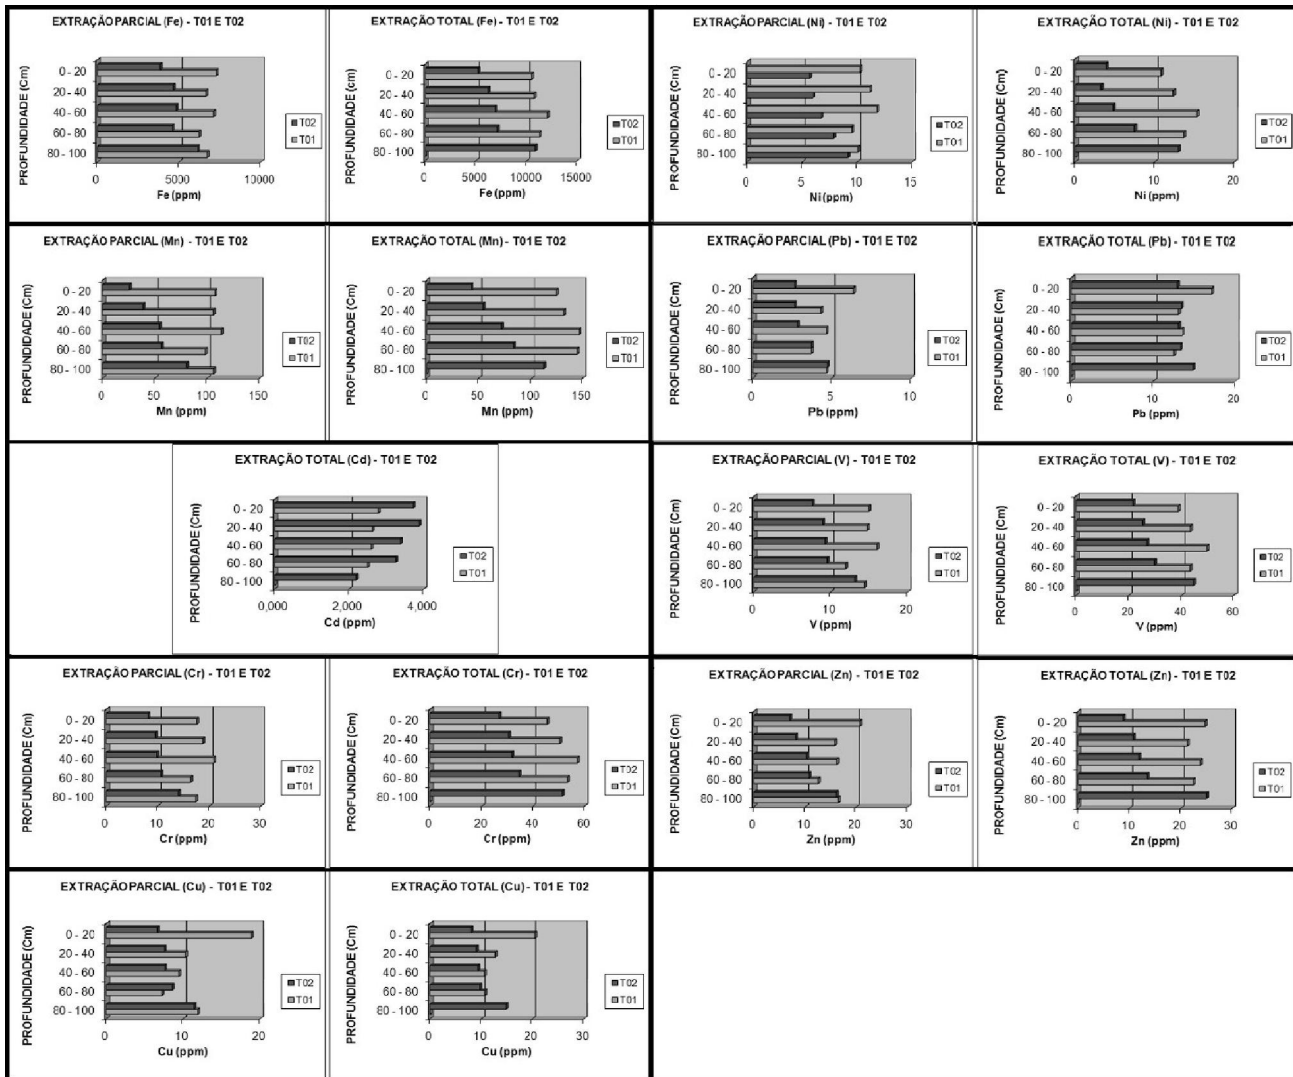 EXTRAÇÃO PARCIAL (Fe) - T01 E T02
PROFUNDIDADE (Cm)
0 - 20
20 - 40
40 - 60
60 - 80
80 - 100
0 5000 10000
Fe (ppm)
T02
T01
EXTRAÇÃO TOTAL (Fe) - T01 E T02
PROFUNDIDADE (cm)
0 - 20
20 - 40
40 - 60
60 - 80
80 - 100
0 5000 10000 15000
Fe (ppm)
T02
T01
EXTRAÇÃO PARCIAL (Ni) - T01 E T02
PROFUNDIDADE (Cm)
0 - 20
20 - 40
40 - 60
60 - 80
80 - 100
0 5 10 15
Ni (ppm)
T02
T01
EXTRAÇÃO TOTAL (Ni) - T01 E T02
PROFUNDIDADE (Cm)
0 - 20
20 - 40
40 - 60
60 - 80
80 - 100
0 10 20
Ni (ppm)
T02
T01
EXTRAÇÃO PARCIAL (Mn) - T01 E T02
PROFUNDIDADE (Cm)
0 - 20
20 - 40
40 - 60
60 - 80
80 - 100
0 50 100 150
Mn (ppm)
T02
T01
EXTRAÇÃO TOTAL (Mn) - T01 E T02
PROFUNDIDADE (Cm)
0 - 20
20 - 40
40 - 60
60 - 80
80 - 100
0 50 100 150
Mn (ppm)
T02
T01
EXTRAÇÃO PARCIAL (Pb) - T01 E T02
PROFUNDIDADE (Cm)
0 - 20
20 - 40
40 - 60
60 - 80
80 - 100
0 5 10
Pb (ppm)
T02
T01
EXTRAÇÃO TOTAL (Pb) - T01 E T02
PROFUNDIDADE (Cm)
0 - 20
20 - 40
40 - 60
60 - 80
80 - 100
0 10 20
Pb (ppm)
T02
T01
EXTRAÇÃO TOTAL (Cd) - T01 E T02
PROFUNDIDADE (Cm)
0 - 20
20 - 40
40 - 60
60 - 80
80 - 100
0,000 2,000 4,000
Cd (ppm)
T02
T01
EXTRAÇÃO PARCIAL (V) - T01 E T02
PROFUNDIDADE (Cm)
0 - 20
20 - 40
40 - 60
60 - 80
80 - 100
0 10 20
V (ppm)
T02
T01
EXTRAÇÃO TOTAL (V) - T01 E T02
PROFUNDIDADE (Cm)
0 - 20
20 - 40
40 - 60
60 - 80
80 - 100
0 20 40 60
V (ppm)
T02
T01
EXTRAÇÃO PARCIAL (Cr) - T01 E T02
PROFUNDIDADE (Cm)
0 - 20
20 - 40
40 - 60
60 - 80
80 - 100
0 10 20 30
Cr (ppm)
T02
T01
EXTRAÇÃO TOTAL (Cr) - T01 E T02
PROFUNDIDADE (Cm)
0 - 20
20 - 40
40 - 60
60 - 80
80 - 100
0 20 40 60
Cr (ppm)
T02
T01
EXTRAÇÃO PARCIAL (Zn) - T01 E T02
PROFUNDIDADE (Cm)
0 - 20
20 - 40
40 - 60
60 - 80
80 - 100
0 10 20 30
Zn (ppm)
T02
T01
EXTRAÇÃO TOTAL (Zn) - T01 E T02
PROFUNDIDADE (Cm)
0 - 20
20 - 40
40 - 60
60 - 80
80 - 100
0 10 20 30
Zn (ppm)
T02
T01
EXTRAÇÃO PARCIAL (Cu) - T01 E T02
PROFUNDIDADE (Cm)
0 - 20
20 - 40
40 - 60
60 - 80
80 - 100
0 10 20
Cu (ppm)
T02
T01
EXTRAÇÃO TOTAL (Cu) - T01 E T02
PROFUNDIDADE (Cm)
0 - 20
20 - 40
40 - 60
60 - 80
80 - 100
0 10 20 30
Cu (ppm)
T02
T01